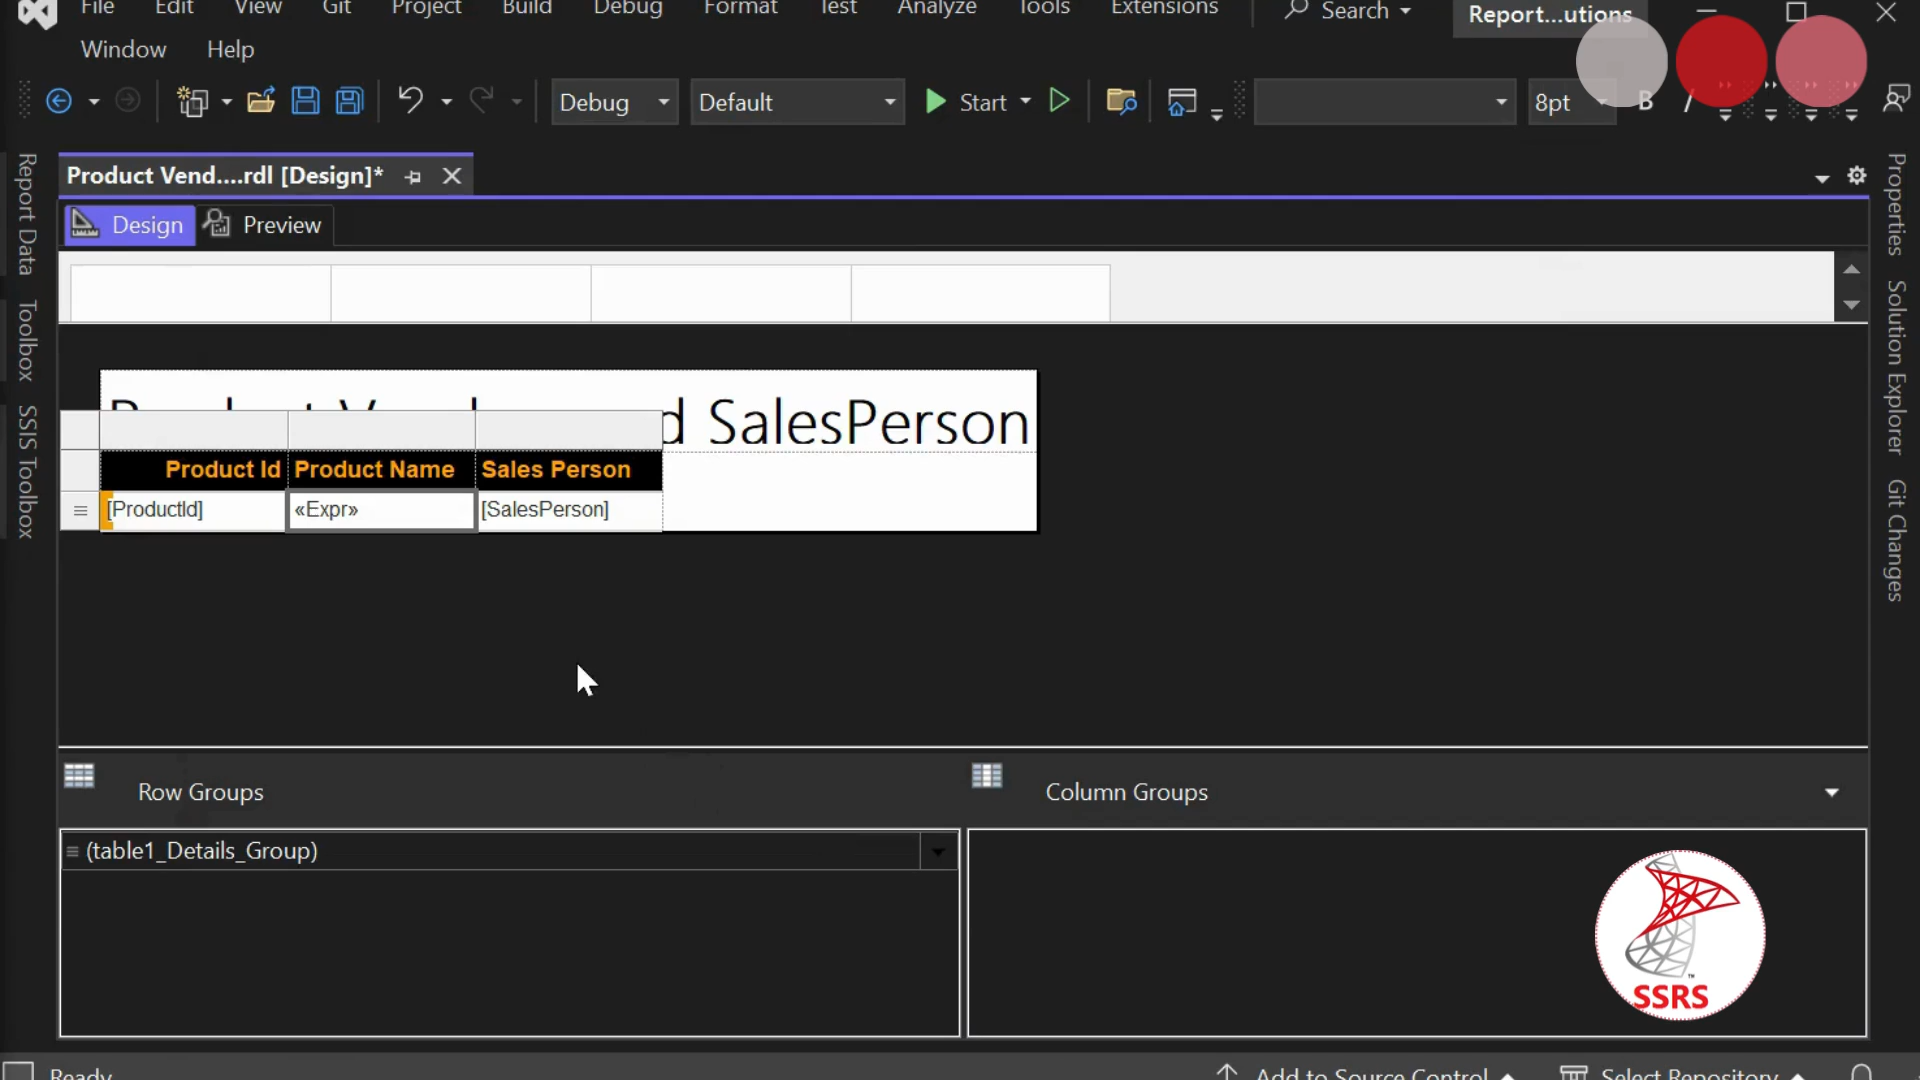 File Edit View Git Project Build Debug Format Test Analyze Tools Extensions Search Report...utions
Window Help
Debug Default Start 8pt B I
Product Vend....rdl [Design]*
Design Preview
Report Data
Toolbox
SSIS Toolbox
SalesPerson
Product Id Product Name Sales Person
[ProductId] «Expr» [SalesPerson]
Properties
Solution Explorer
Git Changes
Row Groups Column Groups
(table1_Details_Group)
SSRS
Ready Add to Source Control Select Repository